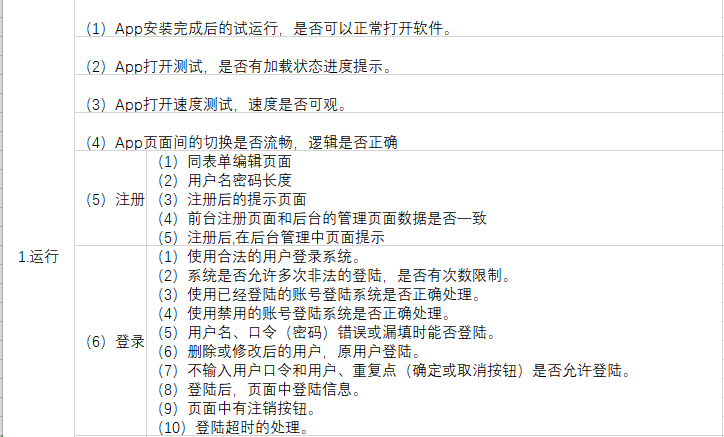 （1）App安装完成后的试运行，是否可以正常打开软件。
（2）App打开测试，是否有加载状态进度提示。
（3）App打开速度测试，速度是否可观。
（4）App页面间的切换是否流畅，逻辑是否正确
1.运行
（5）注册
（1）同表单编辑页面
（2）用户名密码长度
（3）注册后的提示页面
（4）前台注册页面和后台的管理页面数据是否一致
（5）注册后,在后台管理中页面提示
（6）登录
（1）使用合法的用户登录系统。
（2）系统是否允许多次非法的登陆，是否有次数限制。
（3）使用已经登陆的账号登陆系统是否正确处理。
（4）使用禁用的账号登陆系统是否正确处理。
（5）用户名、口令（密码）错误或漏填时能否登陆。
（6）删除或修改后的用户，原用户登陆。
（7）不输入用户口令和用户、重复点（确定或取消按钮）是否允许登陆。
（8）登陆后，页面中登陆信息。
（9）页面中有注销按钮。
（10）登陆超时的处理。